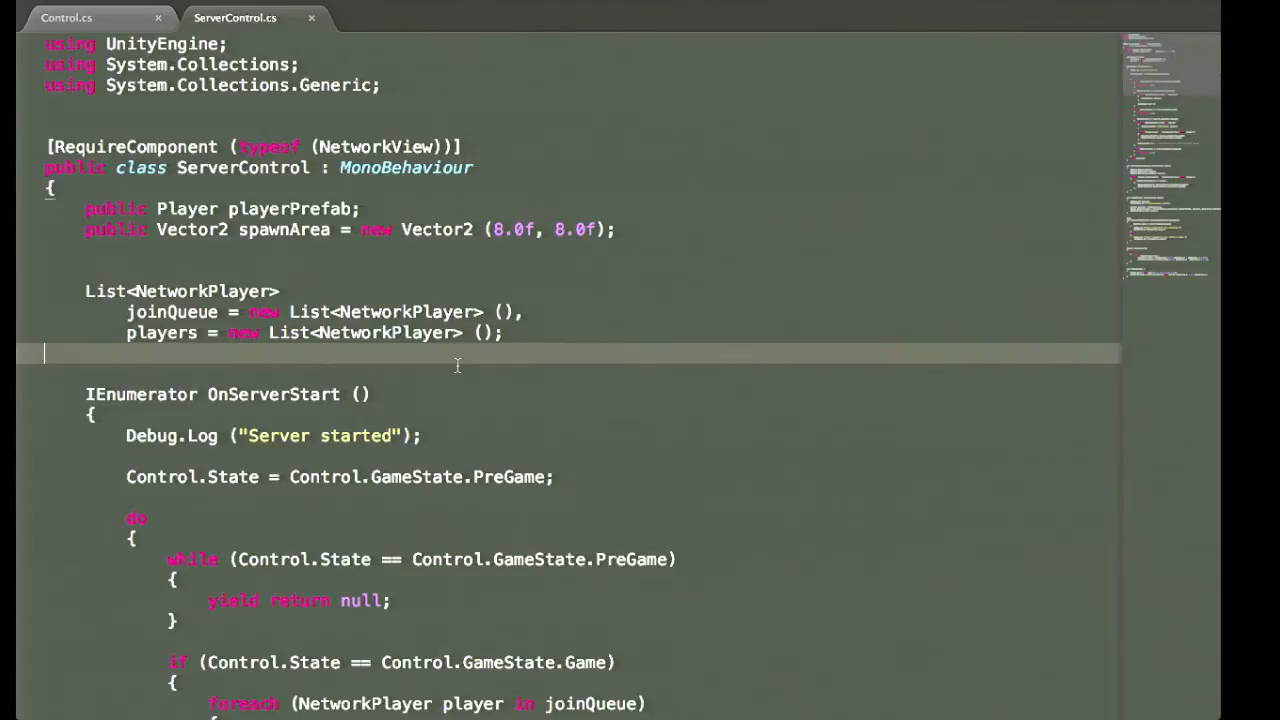 Control.cs × ServerControl.cs ×
using UnityEngine;
using System.Collections;
using System.Collections.Generic;
[RequireComponent (typeof (NetworkView))]
public class ServerControl : MonoBehaviour
{
public Player playerPrefab;
public Vector2 spawnArea = new Vector2 (8.0f, 8.0f);
List<NetworkPlayer>
joinQueue = new List<NetworkPlayer> (),
players = new List<NetworkPlayer> ();
IEnumerator OnServerStart ()
{
Debug.Log ("Server started");
Control.State = Control.GameState.PreGame;
do
{
while (Control.State == Control.GameState.PreGame)
{
yield return null;
}
if (Control.State == Control.GameState.Game)
{
foreach (NetworkPlayer player in joinQueue)
{